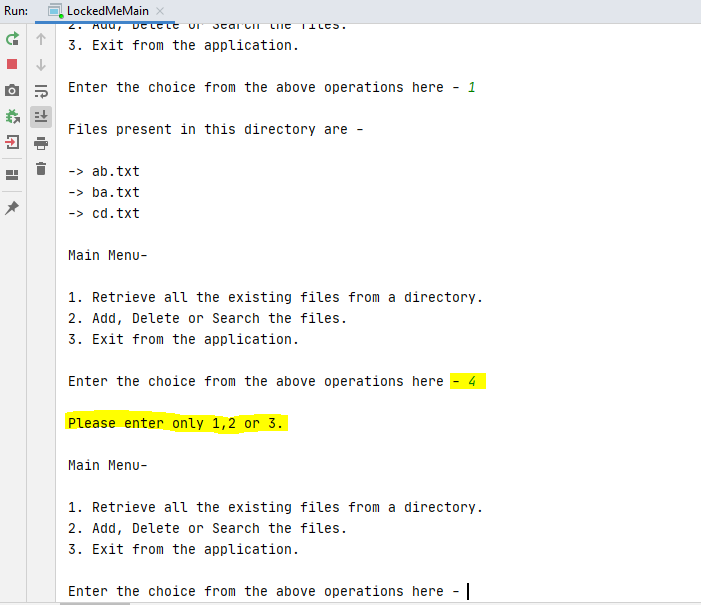 Run: LockedMeMain
2. Add, Delete or Search the files.
3. Exit from the application.
Enter the choice from the above operations here - 1
Files present in this directory are -
-> ab.txt
-> ba.txt
-> cd.txt
Main Menu-
1. Retrieve all the existing files from a directory.
2. Add, Delete or Search the files.
3. Exit from the application.
Enter the choice from the above operations here - 4
Please enter only 1,2 or 3.
Main Menu-
1. Retrieve all the existing files from a directory.
2. Add, Delete or Search the files.
3. Exit from the application.
Enter the choice from the above operations here -